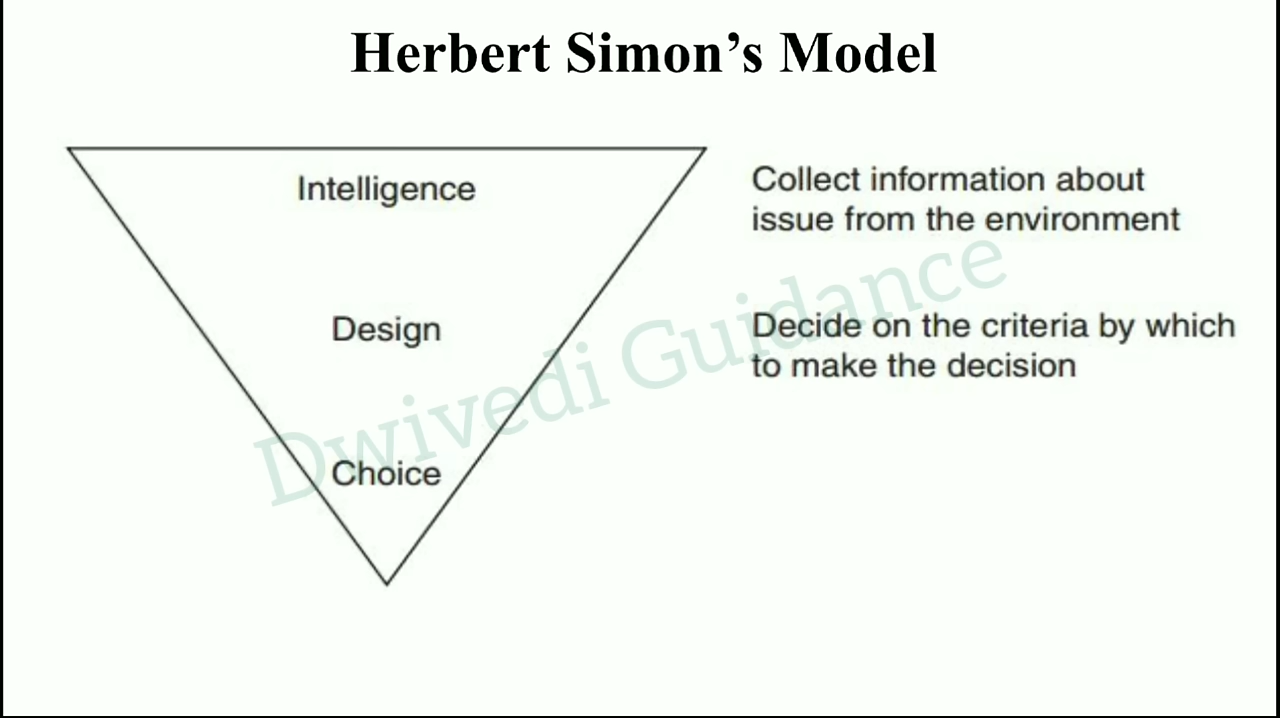 Herbert Simon’s Model
Intelligence
Collect information about
issue from the environment
Design
Decide on the criteria by which
to make the decision
Choice
Dwivedi Guidance